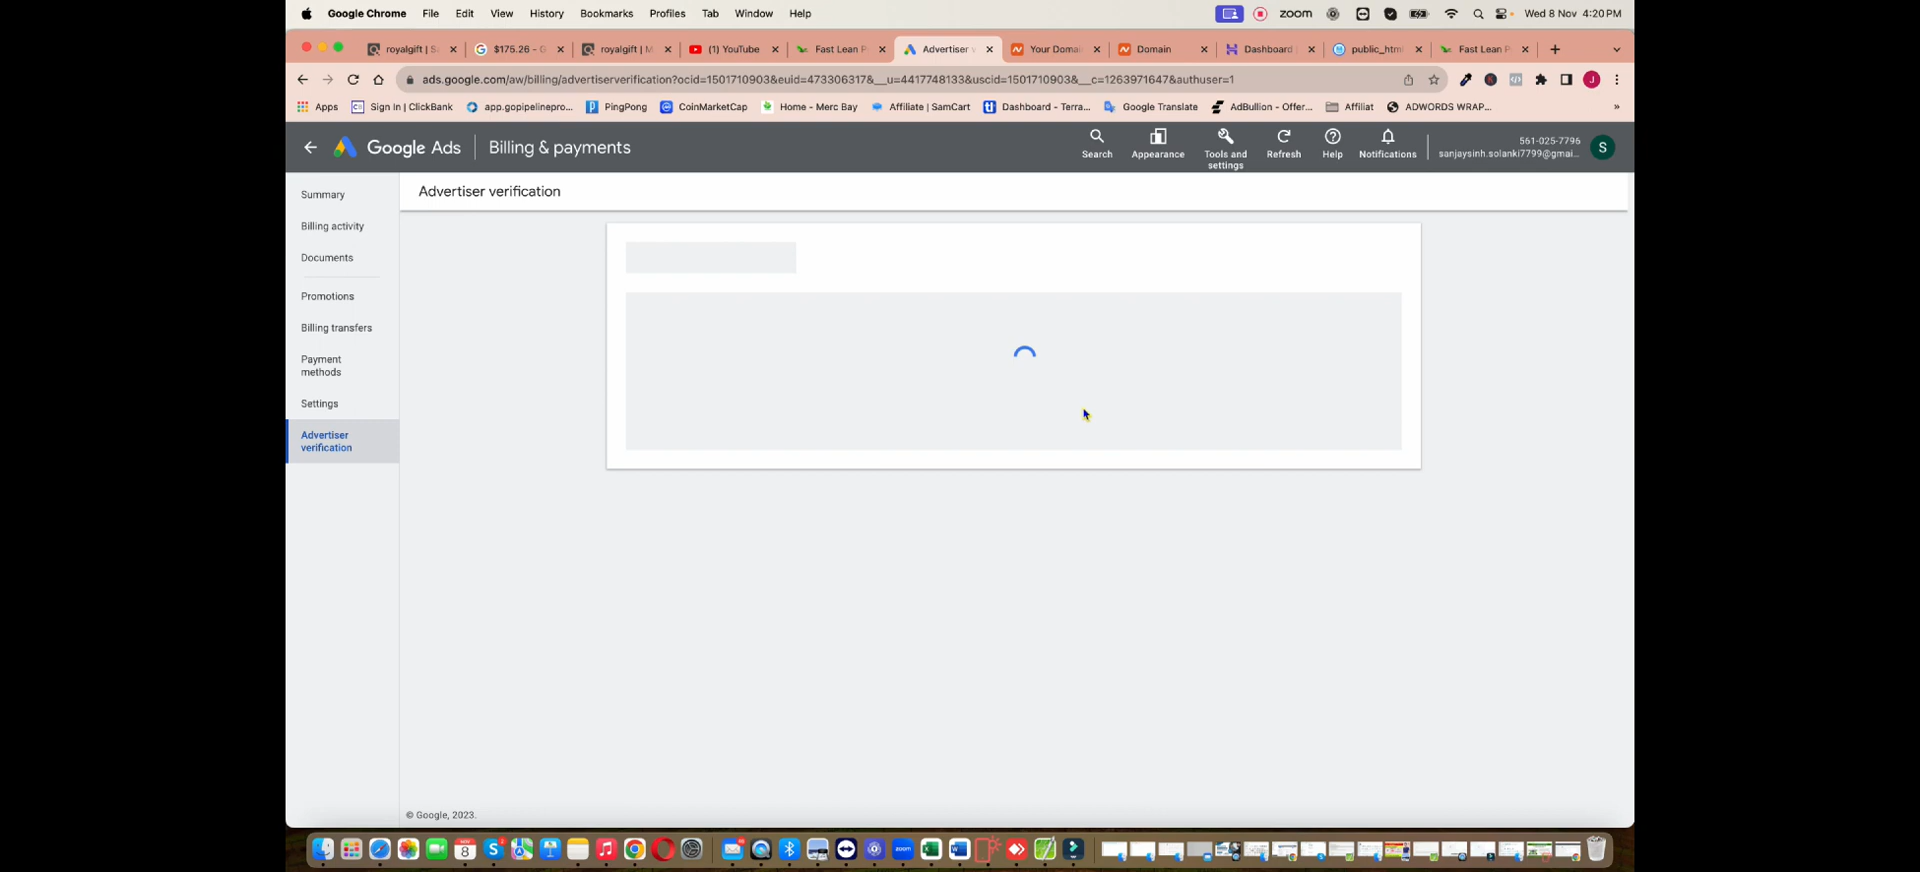 Google Chrome File Edit View History Bookmarks Profiles Tab Window Help zoom Wed 8 Nov 4:20 PM
royalgift | S $175.26 - G royalgift | M (1) YouTube Fast Lean P Advertiser v Your Domai Domain Dashboard | public_html Fast Lean P
ads.google.com/aw/billing/advertiserverification?ocid=1501710903&euid=473306317&__u=4417748133&uscid=1501710903&__c=1263971647&authuser=1 J
Apps Sign In | ClickBank app.gopipelinepro... PingPong CoinMarketCap Home - Merc Bay Affiliate | SamCart Dashboard - Terra... Google Translate AdBullion - Offer... Affiliat ADWORDS WRAP... »
Google Ads Billing & payments
Search
Appearance
Tools and
settings
Refresh
Help
Notifications
561-025-7796
sanjaysinh.solanki7799@gmai...
S
Summary
Billing activity
Documents
Promotions
Billing transfers
Payment
methods
Settings
Advertiser
verification
Advertiser verification
© Google, 2023.